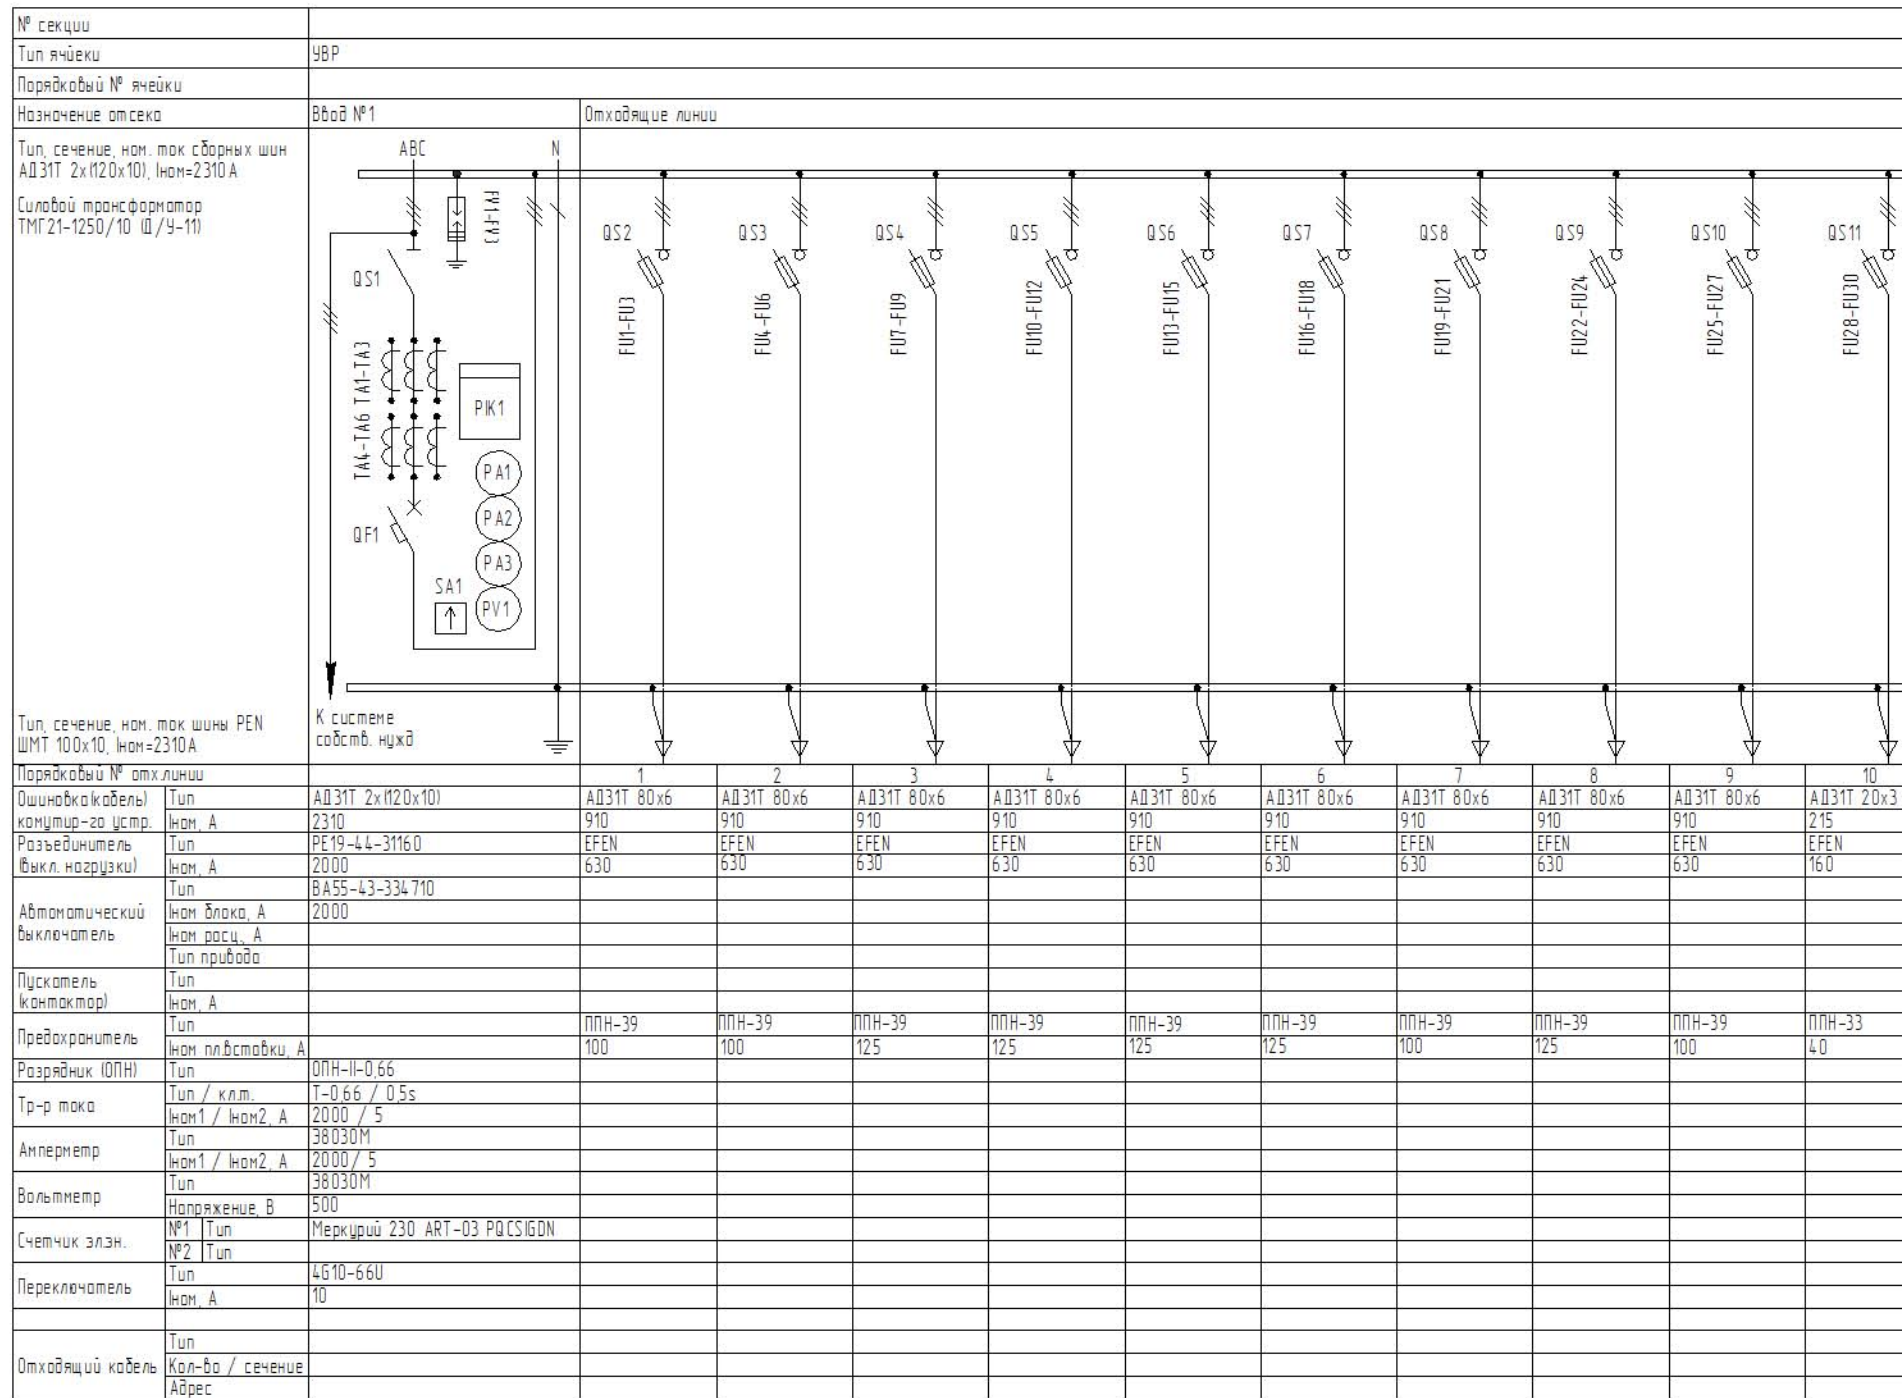 № секции
Тип ячйеки УВР
Порядковый № ячейки
Назначение отсека Ввод №1 Отходящие линии
Тип, сечение, ном. ток сборных шин
АД31Т 2х(120х10), Iном=2310А
Силовой трансформатор
ТМГ21-1250/10 (Д/У-11)
ABC N
FV1-FV3
QS1
TA4-TA6 TA1-TA3
PIK1
PA1
PA2
PA3
PV1
QF1
SA1
QS2 QS3 QS4 QS5 QS6 QS7 QS8 QS9 QS10 QS11
FU1-FU3 FU4-FU6 FU7-FU9 FU10-FU12 FU13-FU15 FU16-FU18 FU19-FU21 FU22-FU24 FU25-FU27 FU28-FU30
К системе
собств. нужд
Тип, сечение, ном. ток шины PEN
ШМТ 100х10, Iном=2310А
Порядковый № отх.линии 1 2 3 4 5 6 7 8 9 10
Ошиновка(кабель) комутир-го устр. Тип АД31Т 2х(120х10) АД31Т 80х6 АД31Т 80х6 АД31Т 80х6 АД31Т 80х6 АД31Т 80х6 АД31Т 80х6 АД31Т 80х6 АД31Т 80х6 АД31Т 80х6 АД31Т 20х3
Iном, А 2310 910 910 910 910 910 910 910 910 910 215
Разъединитель (выкл. нагрузки) Тип РЕ19-44-31160 EFEN EFEN EFEN EFEN EFEN EFEN EFEN EFEN EFEN EFEN
Iном, А 2000 630 630 630 630 630 630 630 630 630 160
Автоматический выключатель Тип ВА55-43-334710
Iном блока, А 2000
Iном расц., А
Тип привода
Пускатель (контактор) Тип
Iном, А
Предохранитель Тип ППН-39 ППН-39 ППН-39 ППН-39 ППН-39 ППН-39 ППН-39 ППН-39 ППН-39 ППН-33
Iном пл.вставки, А 100 100 125 125 125 125 100 125 100 40
Разрядник (ОПН) Тип ОПН-II-0,66
Тр-р тока Тип / кл.т. Т-0,66 / 0,5s
Iном1 / Iном2, А 2000 / 5
Амперметр Тип Э8030М
Iном1 / Iном2, А 2000/ 5
Вольтметр Тип Э8030М
Напряжение, В 500
Счетчик эл.эн. №1 Тип Меркурий 230 ART-03 PQCSIGDN
№2 Тип
Переключатель Тип 4G10-66U
Iном, А 10
Отходящий кабель Тип
Кол-во / сечение
Адрес